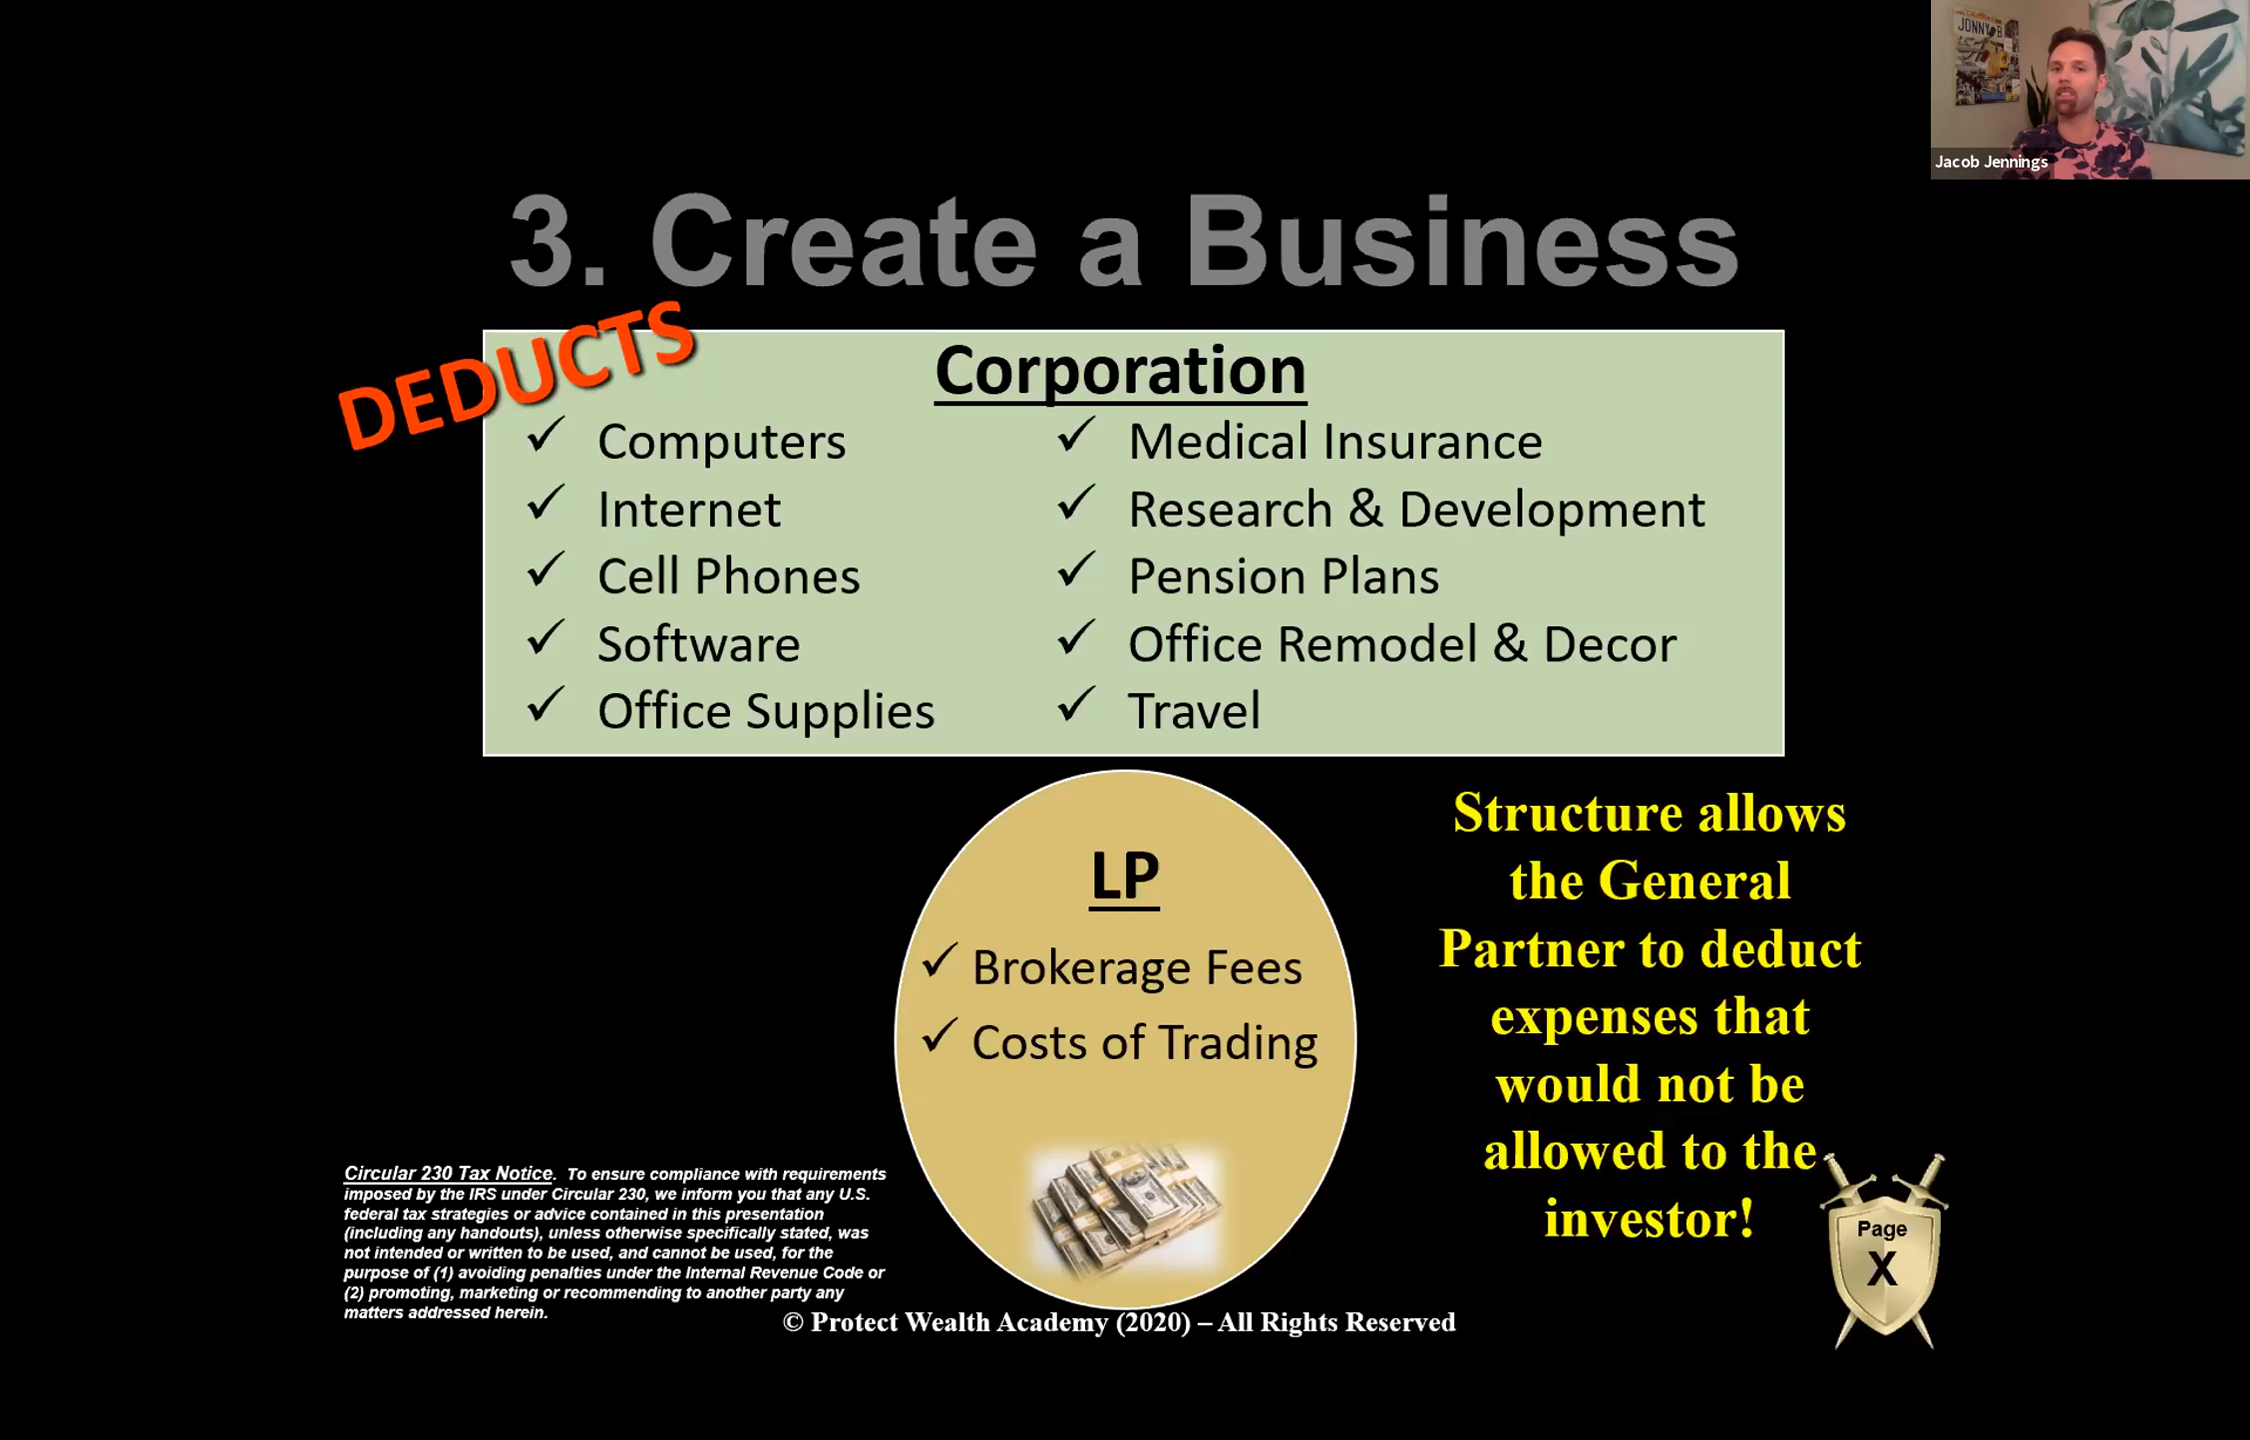 JONNY B
Jacob Jennings
3. Create a Business
DEDUCTS
Corporation
✓ Computers
✓ Internet
✓ Cell Phones
✓ Software
✓ Office Supplies
✓ Medical Insurance
✓ Research & Development
✓ Pension Plans
✓ Office Remodel & Decor
✓ Travel
LP
✓ Brokerage Fees
✓ Costs of Trading
Structure allows
the General
Partner to deduct
expenses that
would not be
allowed to the
investor!
Circular 230 Tax Notice. To ensure compliance with requirements
imposed by the IRS under Circular 230, we inform you that any U.S.
federal tax strategies or advice contained in this presentation
(including any handouts), unless otherwise specifically stated, was
not intended or written to be used, and cannot be used, for the
purpose of (1) avoiding penalties under the Internal Revenue Code or
(2) promoting, marketing or recommending to another party any
matters addressed herein.
Page
X
© Protect Wealth Academy (2020) – All Rights Reserved